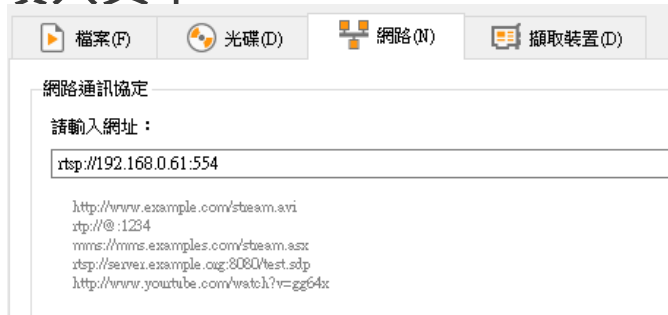 檔案(F) 光碟(D) 網路(N) 擷取裝置(D)
網路通訊協定
請輸入網址：
rtsp://192.168.0.61:554
http://www.example.com/stream.avi
rtp://@:1234
mms://mms.examples.com/stream.asx
rtsp://server.example.org:8080/test.sdp
http://www.yourtube.com/watch?v=gg64x